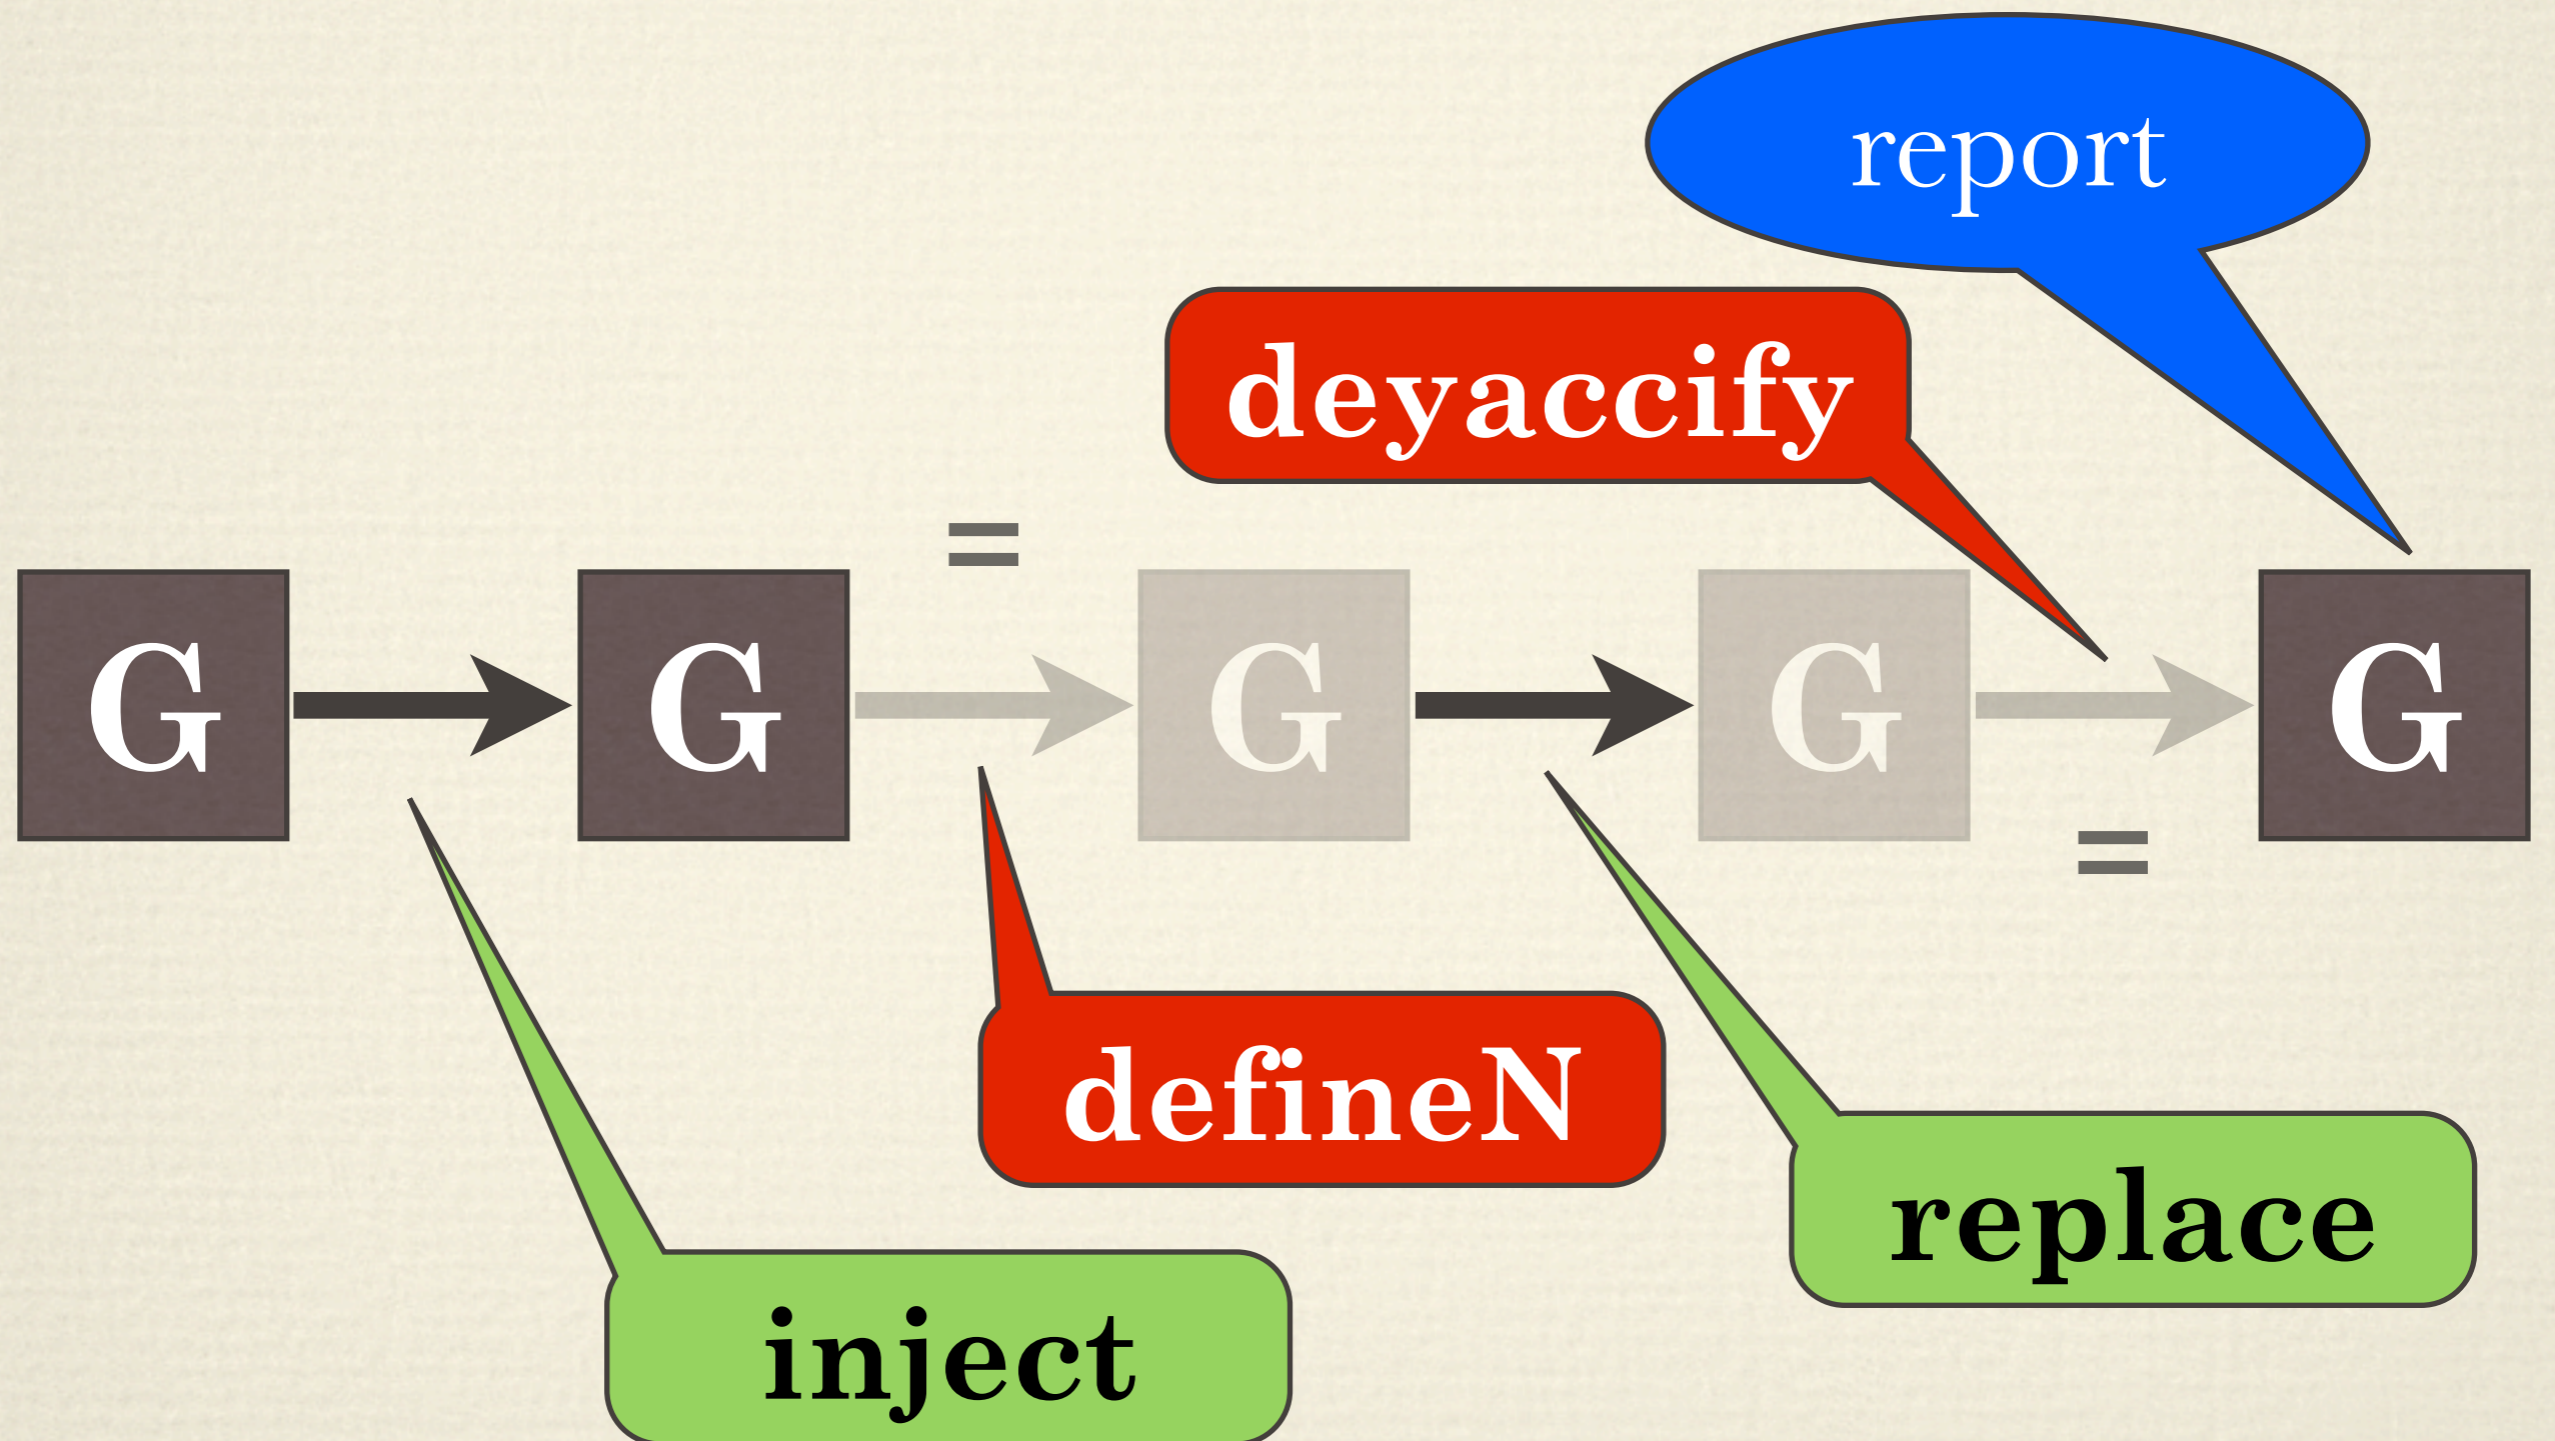 report
deyaccify
=
G G G G G
=
defineN
replace
inject